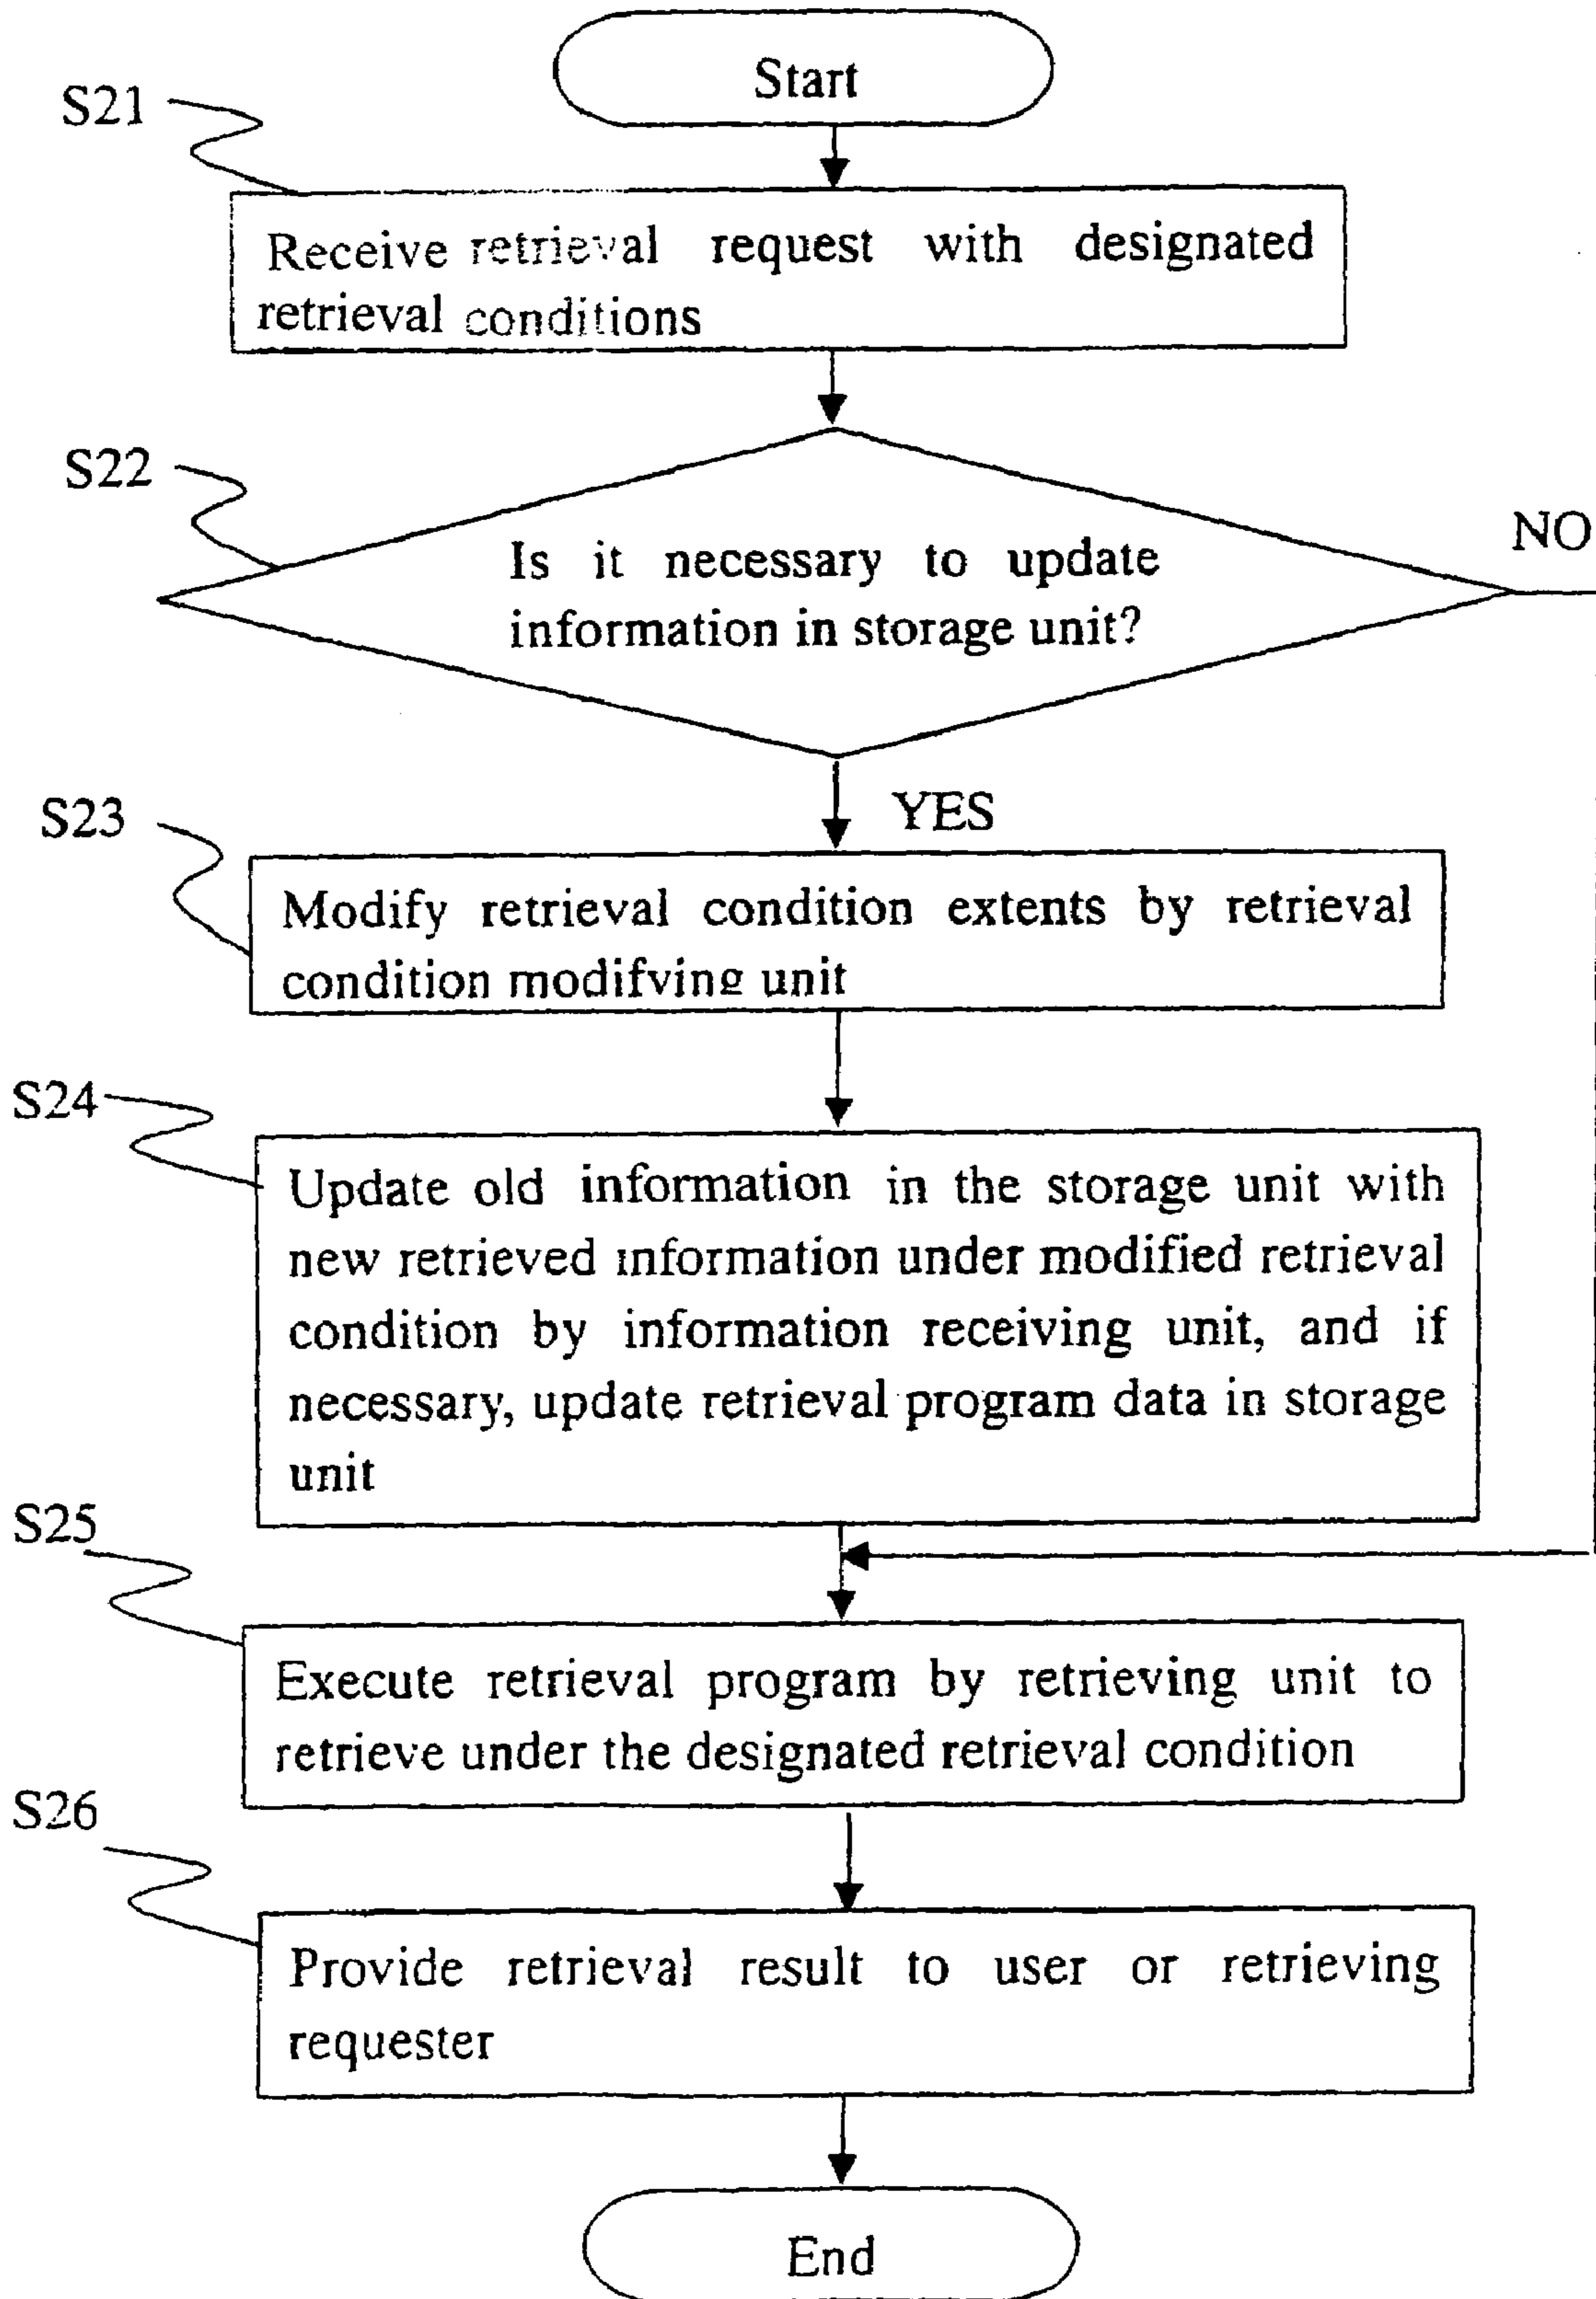 Start
S21
Receive retrieval request with designated
retrieval conditions
S22
Is it necessary to update
information in storage unit?
NO
YES
S23
Modify retrieval condition extents by retrieval
condition modifying unit
S24
Update old information in the storage unit with
new retrieved information under modified retrieval
condition by information receiving unit, and if
necessary, update retrieval program data in storage
unit
S25
Execute retrieval program by retrieving unit to
retrieve under the designated retrieval condition
S26
Provide retrieval result to user or retrieving
requester
End